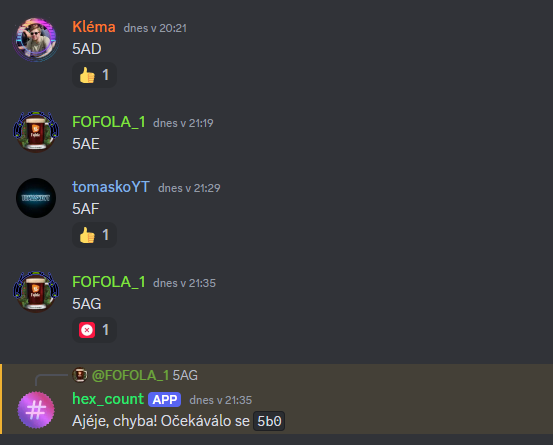 Kléma dnes v 20:21
5AD
👍 1
FOFOLA_1 dnes v 21:19
5AE
tomaskoYT dnes v 21:29
5AF
👍 1
FOFOLA_1 dnes v 21:35
5AG
1
@FOFOLA_1 5AG
hex_count APP dnes v 21:35
Ajéje, chyba! Očekáválo se 5b0